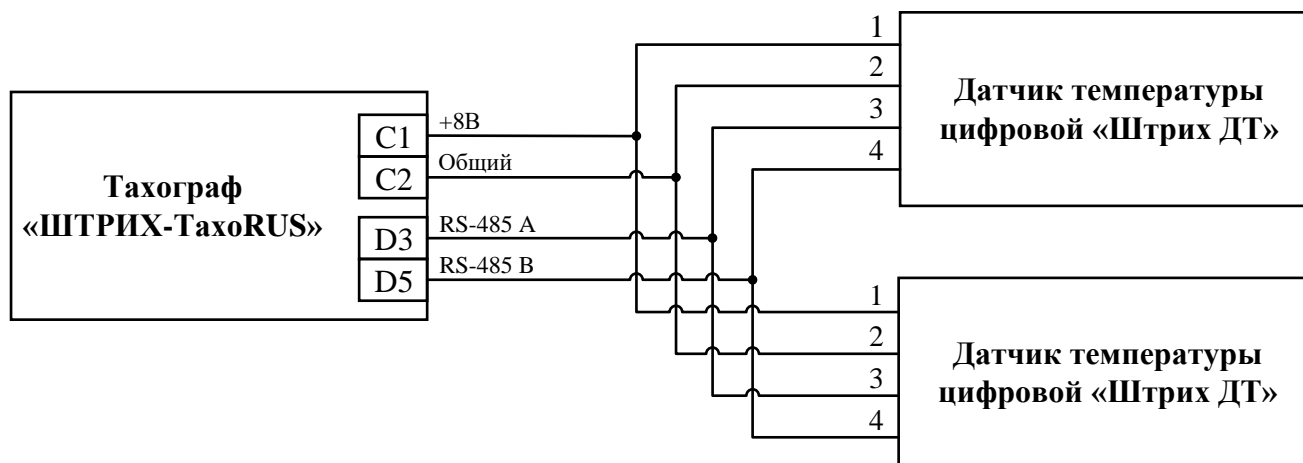 Тахограф
«ШТРИХ-ТахоRUS»
C1
+8В
C2
Общий
D3
RS-485 A
D5
RS-485 B
1
2
3
4
Датчик температуры
цифровой «Штрих ДТ»
1
2
3
4
Датчик температуры
цифровой «Штрих ДТ»